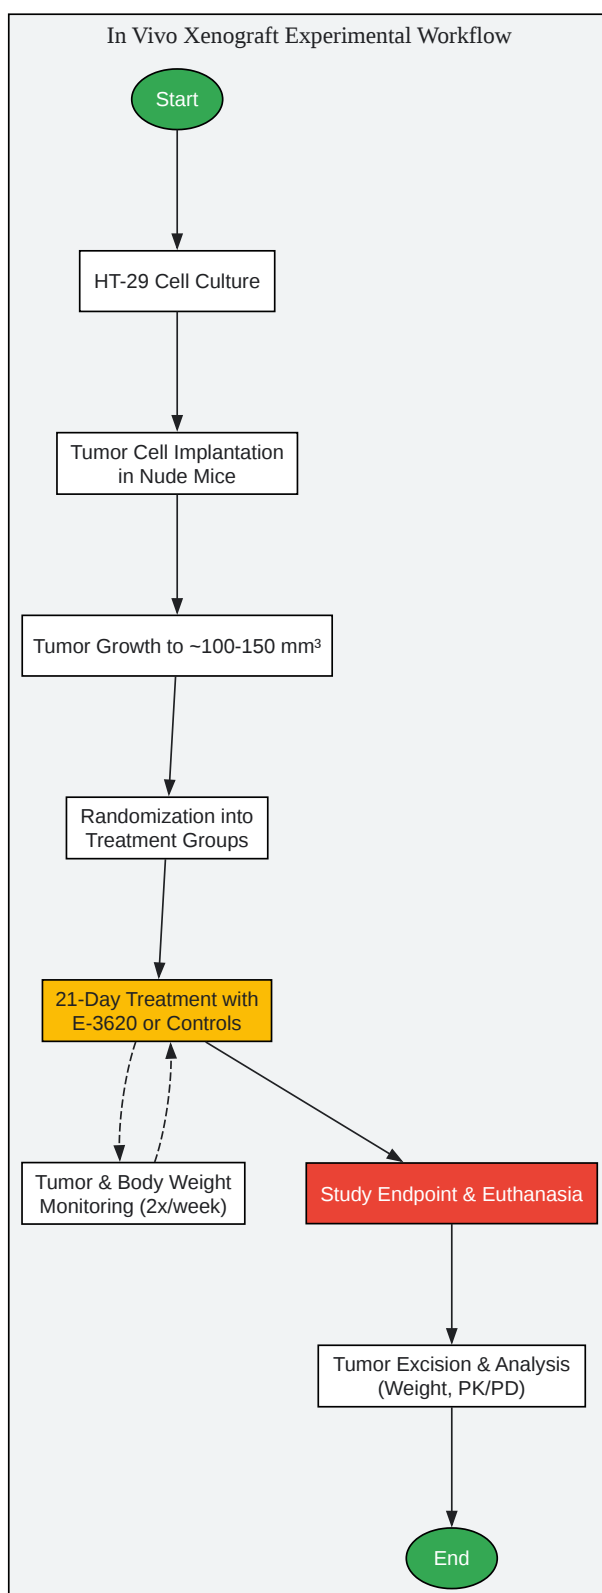 In Vivo Xenograft Experimental Workflow
Start
HT-29 Cell Culture
Tumor Cell Implantation
in Nude Mice
Tumor Growth to ~100-150 mm³
Randomization into
Treatment Groups
21-Day Treatment with
E-3620 or Controls
Tumor & Body Weight
Monitoring (2x/week)
Study Endpoint & Euthanasia
Tumor Excision & Analysis
(Weight, PK/PD)
End